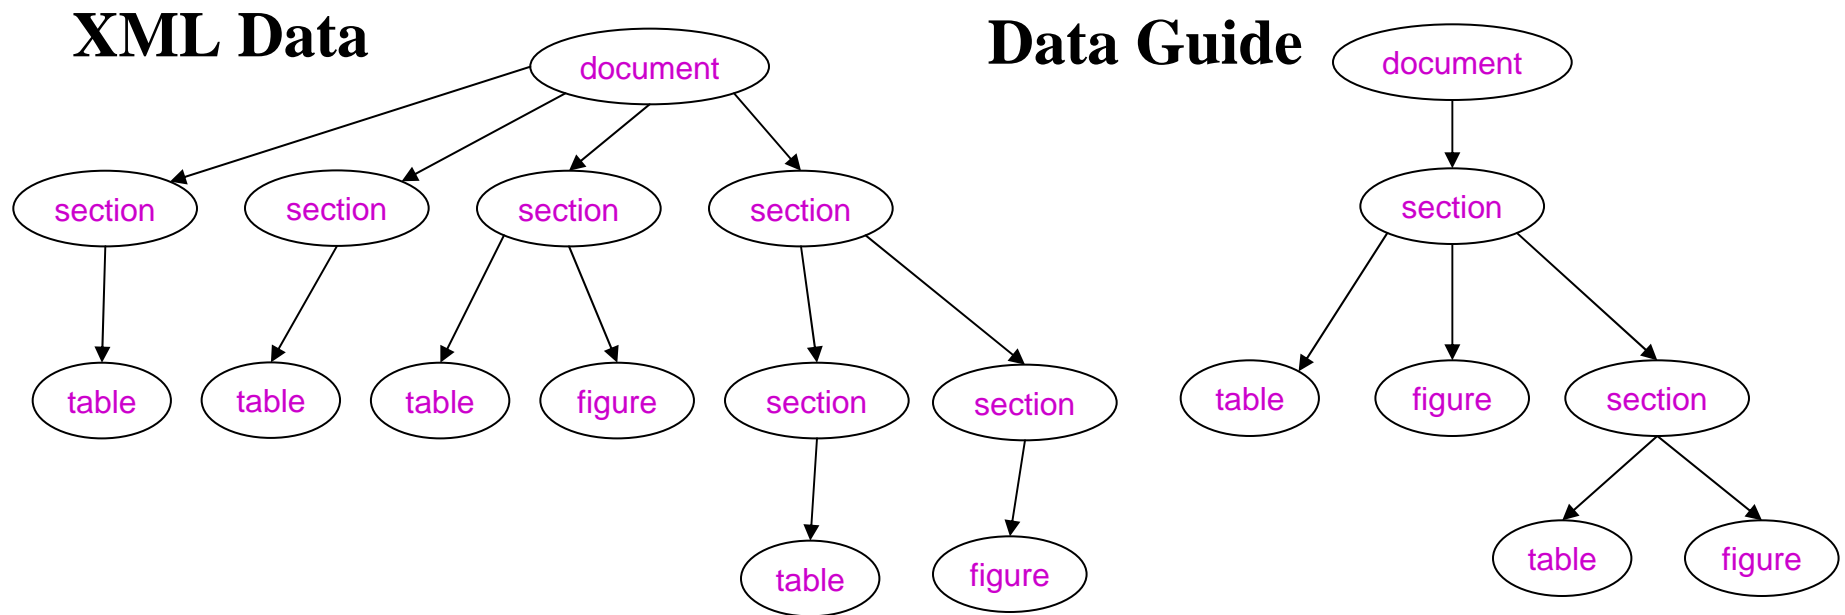 XML Data
document
section section section section
table table table figure section section
table figure
Data Guide
document
section
table figure section
table figure